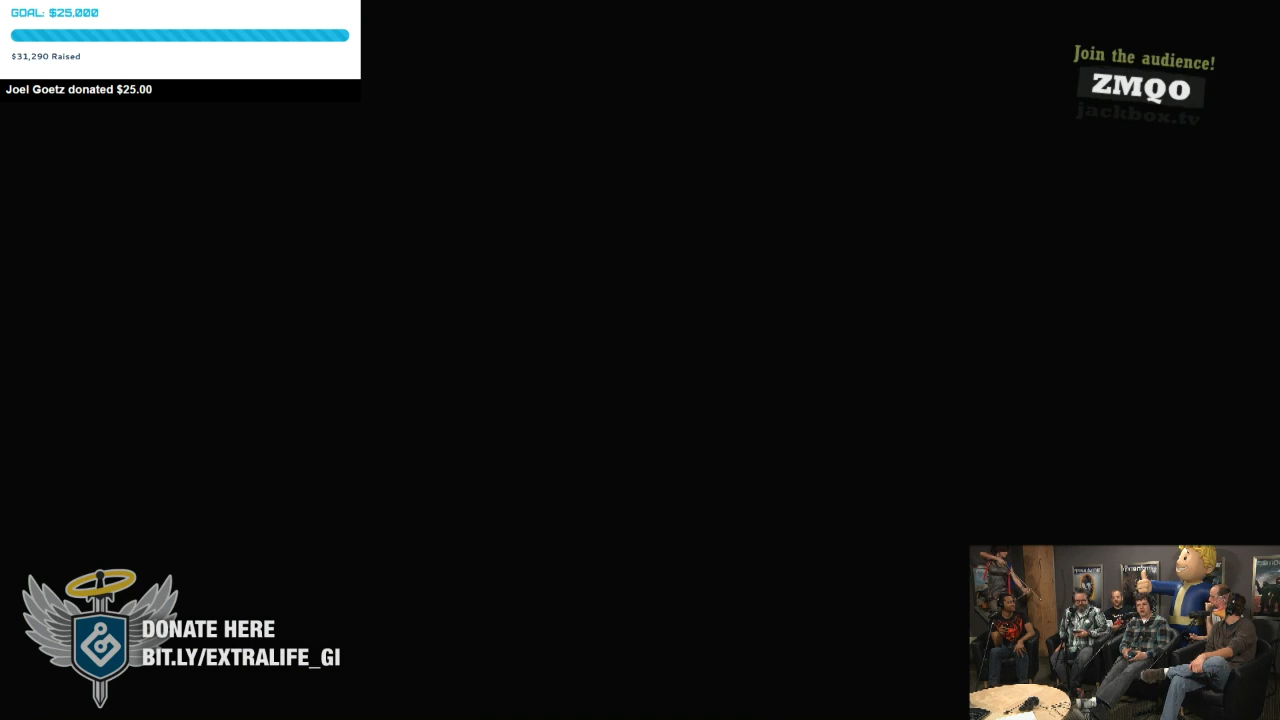 GOAL: $25,000
$31,290 Raised
Joel Goetz donated $25.00
Join the audience!
ZMQO
jackbox.tv
DONATE HERE
BIT.LY/EXTRALIFE_GI